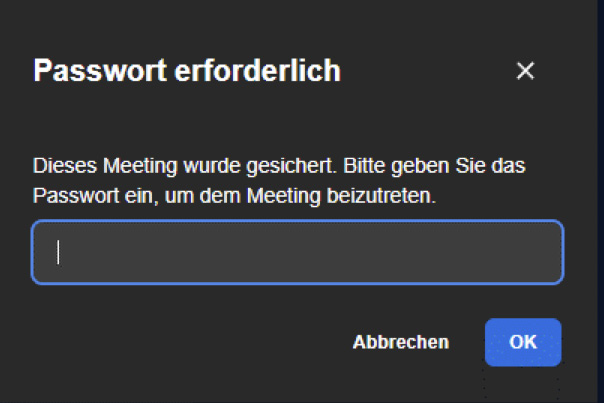 Passwort erforderlich
Dieses Meeting wurde gesichert. Bitte geben Sie das
Passwort ein, um dem Meeting beizutreten.
Abbrechen
OK